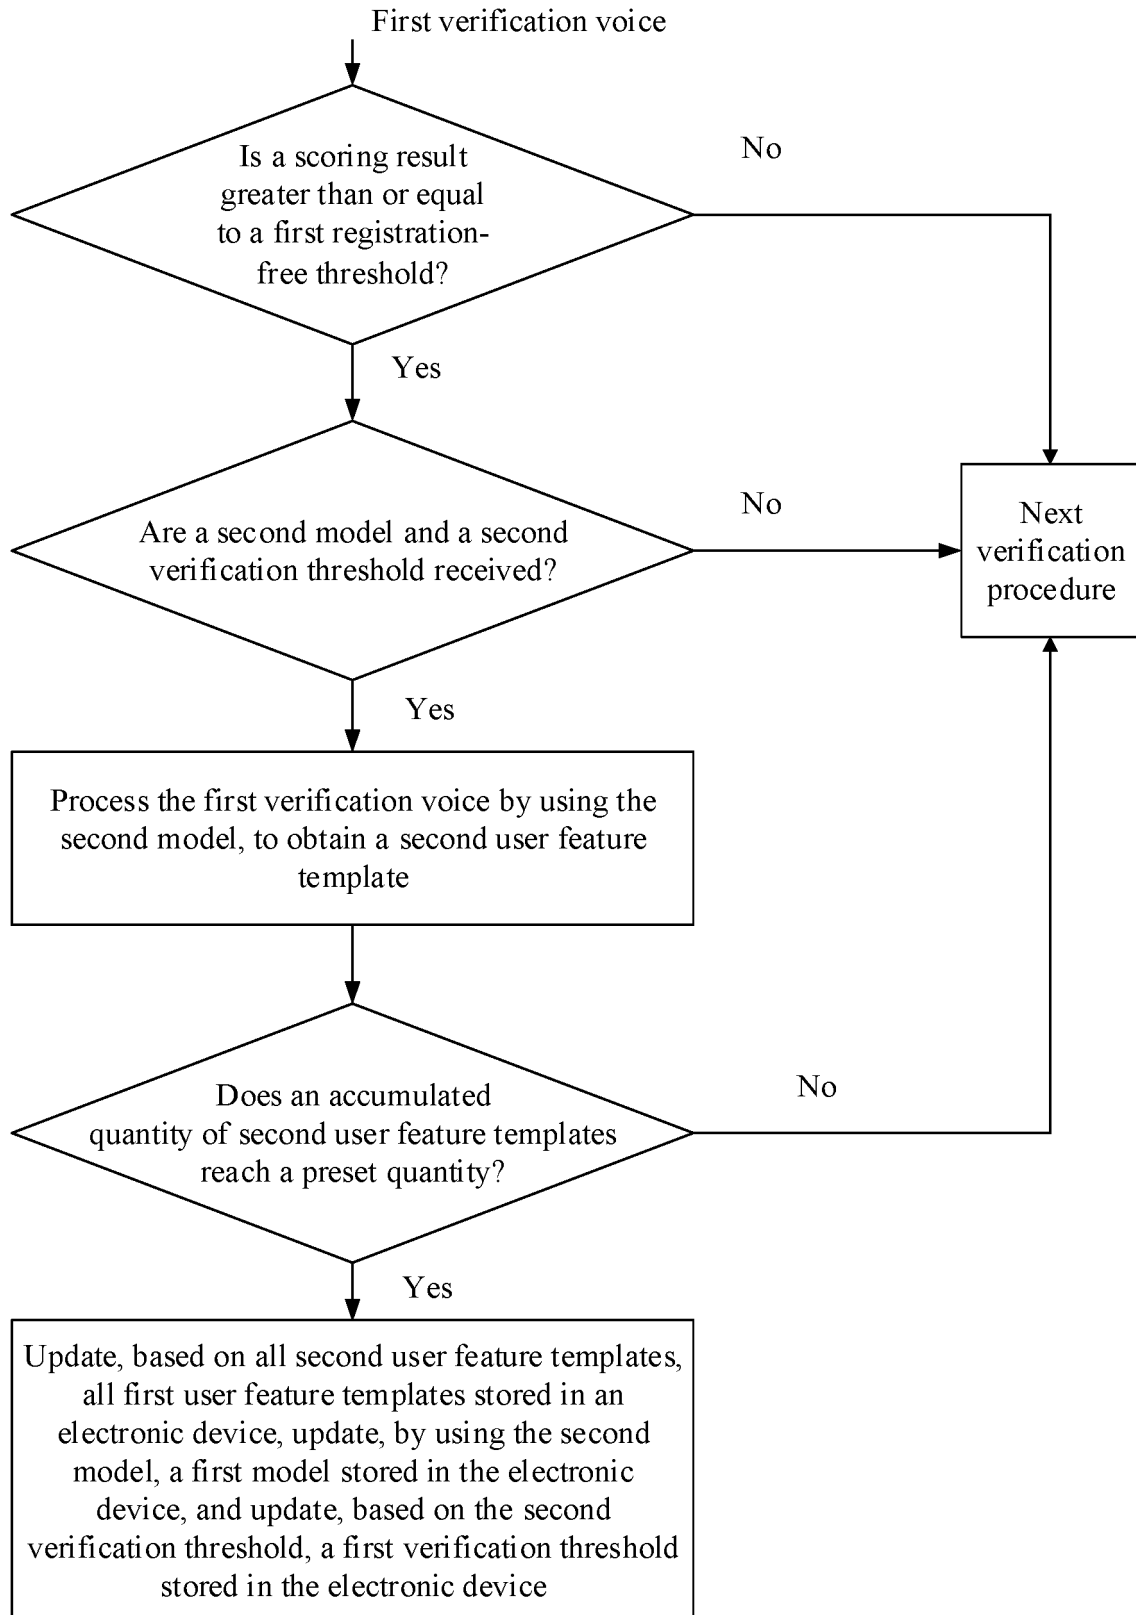 First verification voice
Is a scoring result
greater than or equal
to a first registration-
free threshold?
No
Yes
Are a second model and a second
verification threshold received?
No
Next
verification
procedure
Yes
Process the first verification voice by using the
second model, to obtain a second user feature
template
Does an accumulated
quantity of second user feature templates
reach a preset quantity?
No
Yes
Update, based on all second user feature templates,
all first user feature templates stored in an
electronic device, update, by using the second
model, a first model stored in the electronic
device, and update, based on the second
verification threshold, a first verification threshold
stored in the electronic device